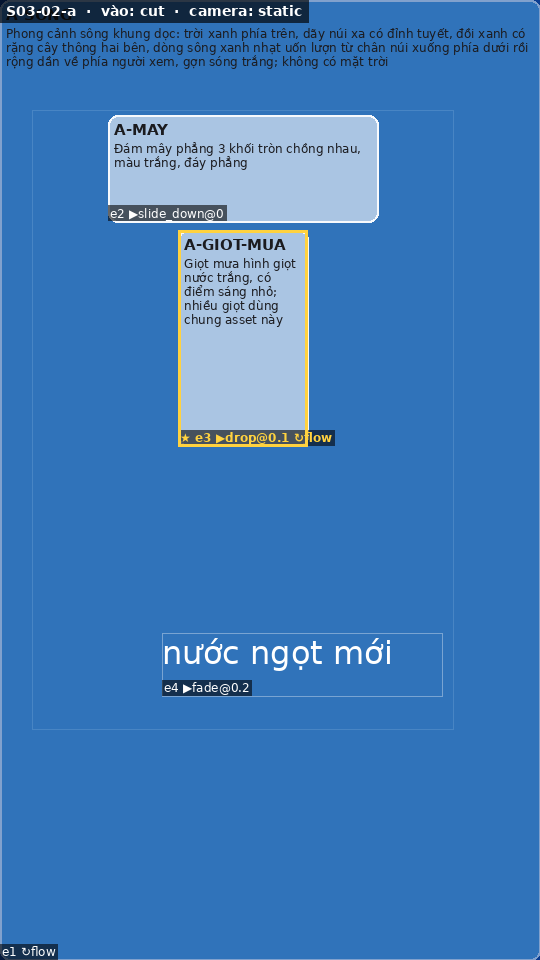 S03-02-a · vào: cut · camera: static
Phong cảnh sông khung dọc: trời xanh phía trên, dãy núi xa có đỉnh tuyết, đồi xanh có
rặng cây thông hai bên, dòng sông xanh nhạt uốn lượn từ chân núi xuống phía dưới rồi
rộng dần về phía người xem, gợn sóng trắng; không có mặt trời
A-MAY
Đám mây phẳng 3 khối tròn chồng nhau,
màu trắng, đáy phẳng
e2 ▶slide_down@0
A-GIOT-MUA
Giọt mưa hình giọt
nước trắng, có
điểm sáng nhỏ;
nhiều giọt dùng
chung asset này
★ e3 ▶drop@0.1 ↻flow
nước ngọt mới
e4 ▶fade@0.2
e1 ↻flow